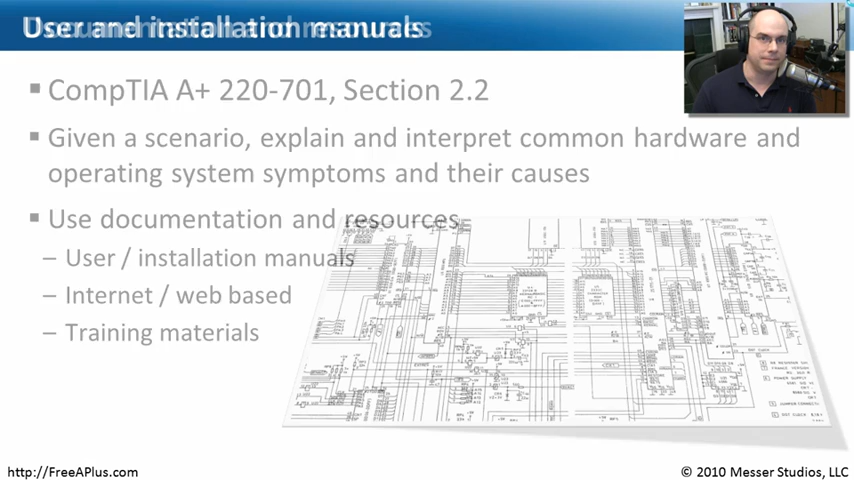 User and installation manuals
CompTIA A+ 220-701, Section 2.2
Given a scenario, explain and interpret common hardware and
operating system symptoms and their causes
Use documentation and resources
– User / installation manuals
– Internet / web based
– Training materials
http://FreeAPlus.com
© 2010 Messer Studios, LLC